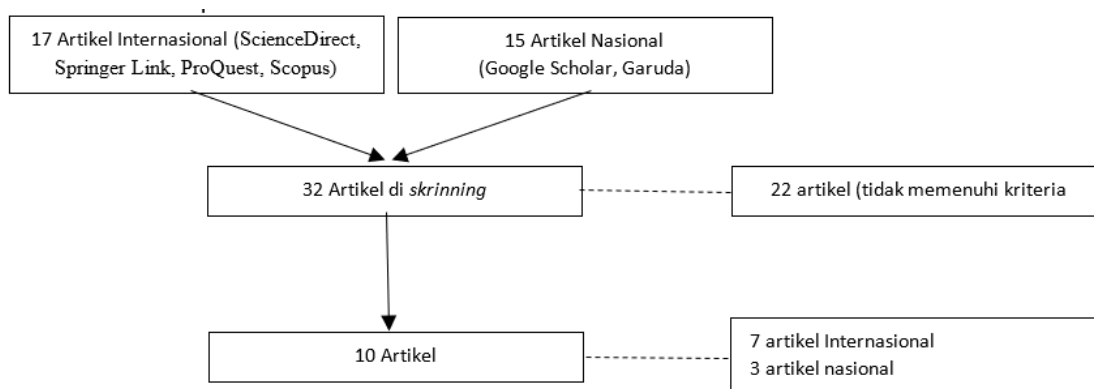 17 Artikel Internasional (ScienceDirect,
Springer Link, ProQuest, Scopus)
15 Artikel Nasional
(Google Scholar, Garuda)
32 Artikel di skrinning
22 artikel (tidak memenuhi kriteria
10 Artikel
7 artikel Internasional
3 artikel nasional